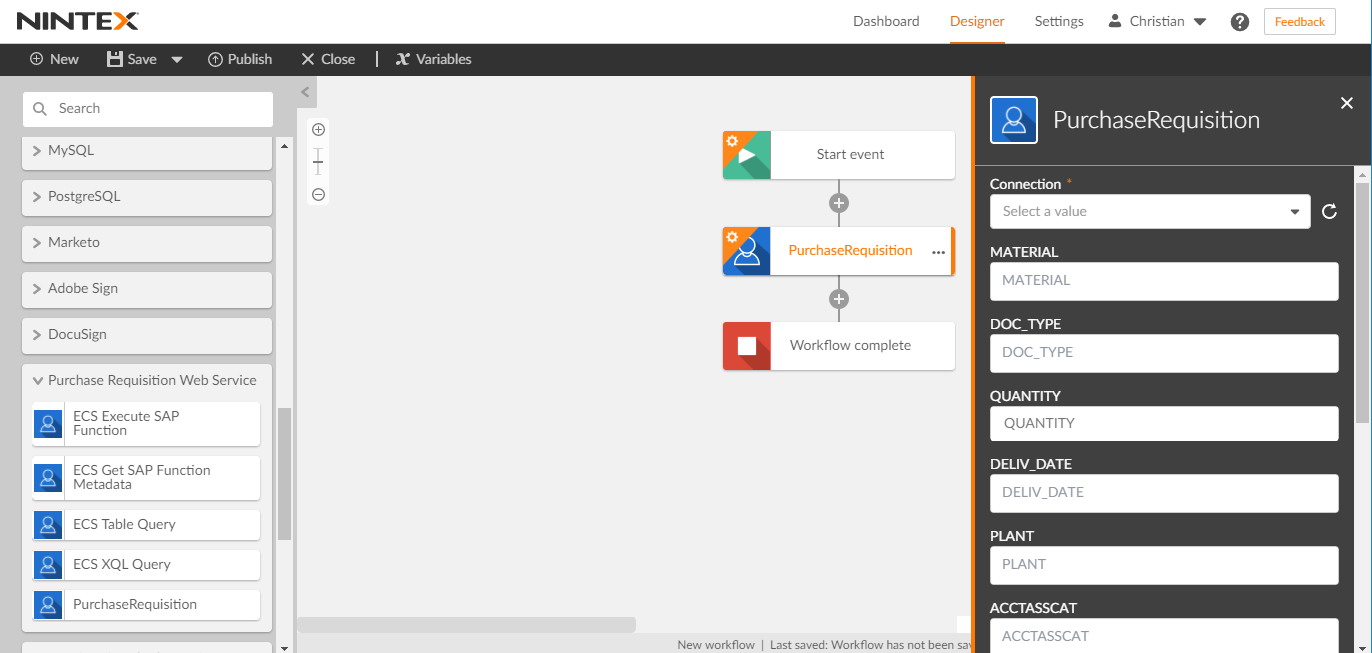 NINTEX
Dashboard Designer Settings Christian ? Feedback
New Save Publish Close | Variables
Search
MySQL
PostgreSQL
Marketo
Adobe Sign
DocuSign
Purchase Requisition Web Service
ECS Execute SAP
Function
ECS Get SAP Function
Metadata
ECS Table Query
ECS XQL Query
PurchaseRequisition
Start event
PurchaseRequisition ...
Workflow complete
New workflow | Last saved: Workflow has not been sav
PurchaseRequisition
Connection *
Select a value
MATERIAL
MATERIAL
DOC_TYPE
DOC_TYPE
QUANTITY
QUANTITY
DELIV_DATE
DELIV_DATE
PLANT
PLANT
ACCTASSCAT
ACCTASSCAT